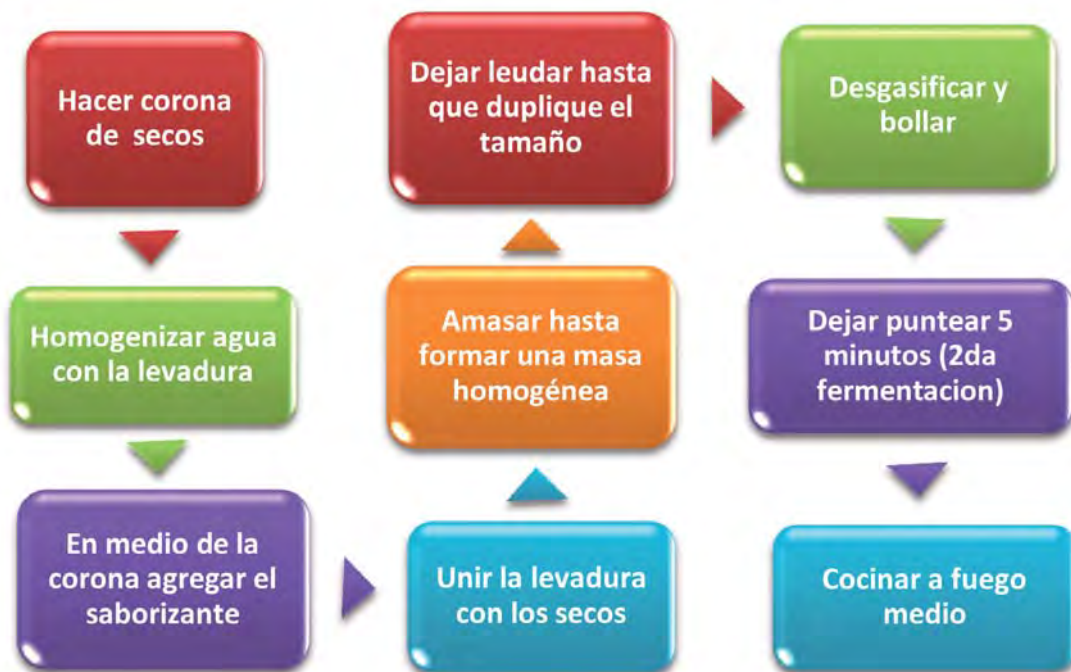 Hacer corona
de secos
Homogenizar agua
con la levadura
En medio de la
corona agregar el
saborizante
Unir la levadura
con los secos
Amasar hasta
formar una masa
homogénea
Dejar leudar hasta
que duplique el
tamaño
Desgasificar y
bollar
Dejar puntear 5
minutos (2da
fermentacion)
Cocinar a fuego
medio